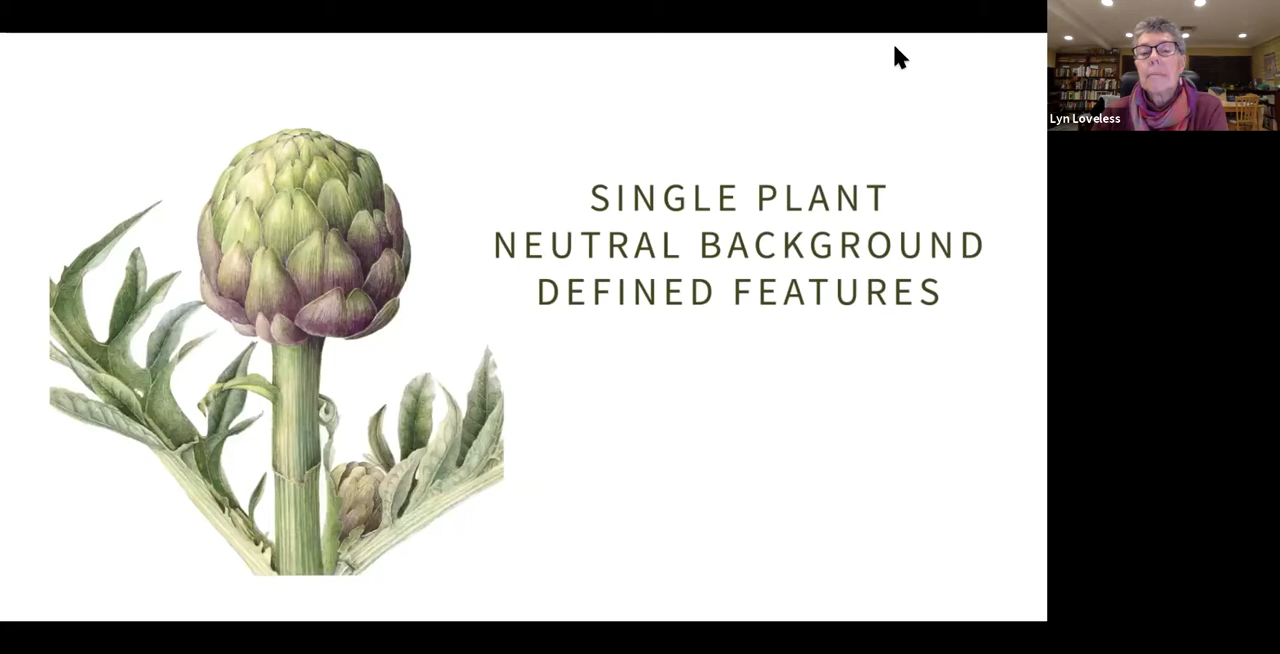 SINGLE PLANT
NEUTRAL BACKGROUND
DEFINED FEATURES
Lyn Loveless